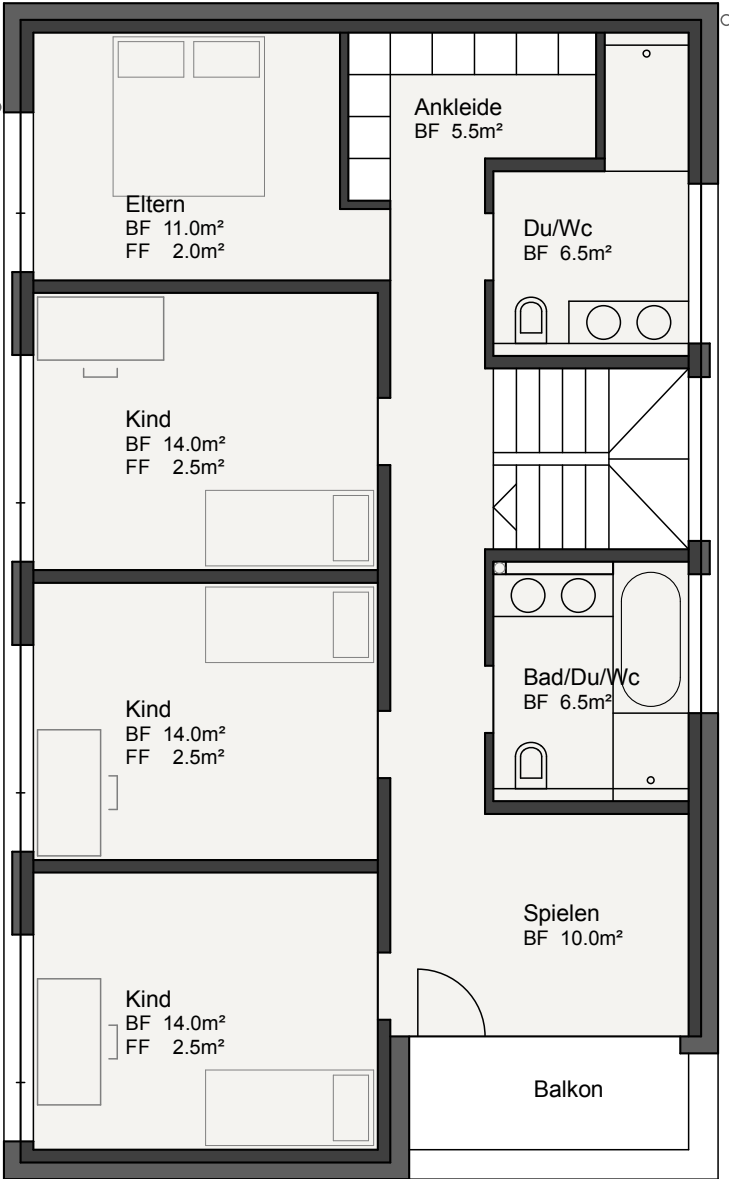 Ankleide
BF 5.5m²
Eltern
BF 11.0m²
FF 2.0m²
Du/Wc
BF 6.5m²
Kind
BF 14.0m²
FF 2.5m²
Bad/Du/Wc
BF 6.5m²
Kind
BF 14.0m²
FF 2.5m²
Spielen
BF 10.0m²
Kind
BF 14.0m²
FF 2.5m²
Balkon